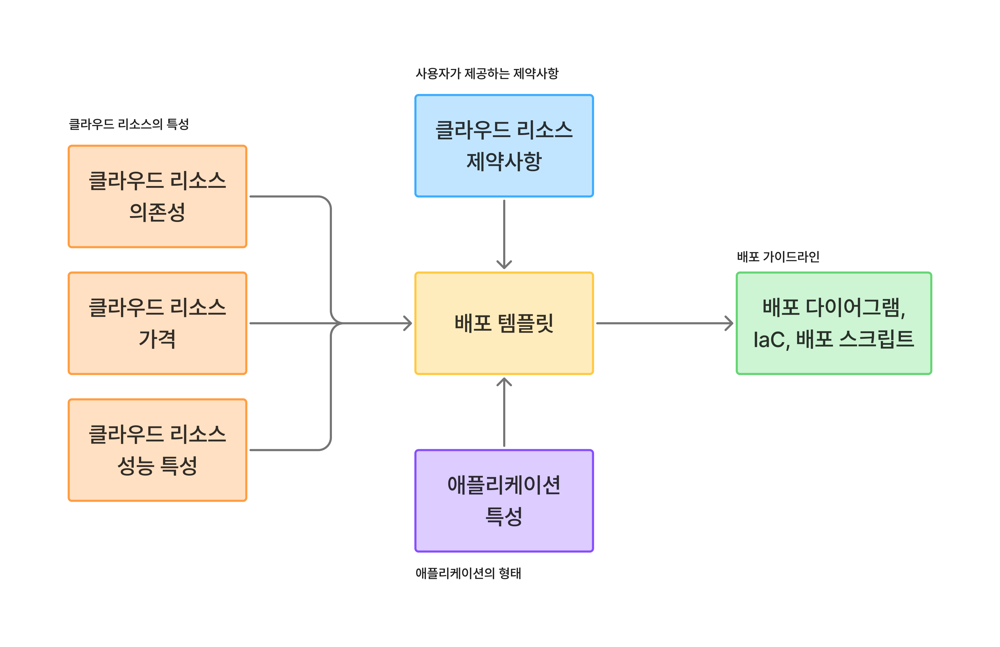 클라우드 리소스의 특성
클라우드 리소스
의존성
클라우드 리소스
가격
클라우드 리소스
성능 특성
사용자가 제공하는 제약사항
클라우드 리소스
제약사항
배포 템플릿
애플리케이션
특성
애플리케이션의 형태
배포 가이드라인
배포 다이어그램,
IaC, 배포 스크립트